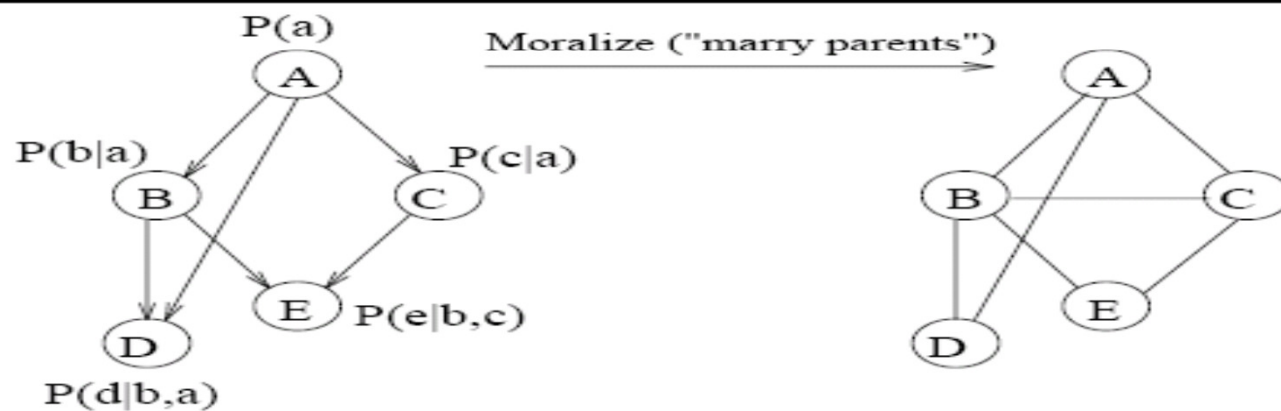 P(a)
Moralize ("marry parents")
A
A
P(b|a)
P(c|a)
B
C
B
C
E
P(e|b,c)
E
D
D
P(d|b,a)